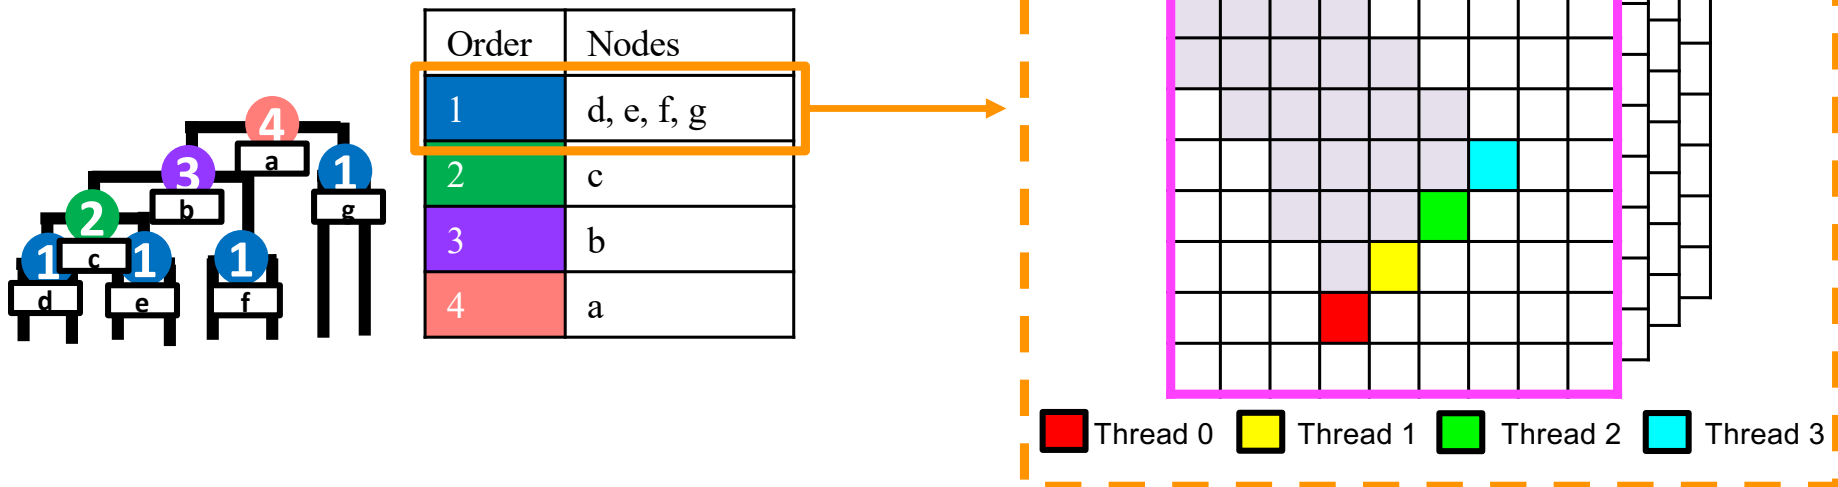 4
a
3
1
b
g
2
c
1
1
1
d
e
f
Order Nodes
1 d, e, f, g
2 c
3 b
4 a
Thread 0 Thread 1 Thread 2 Thread 3